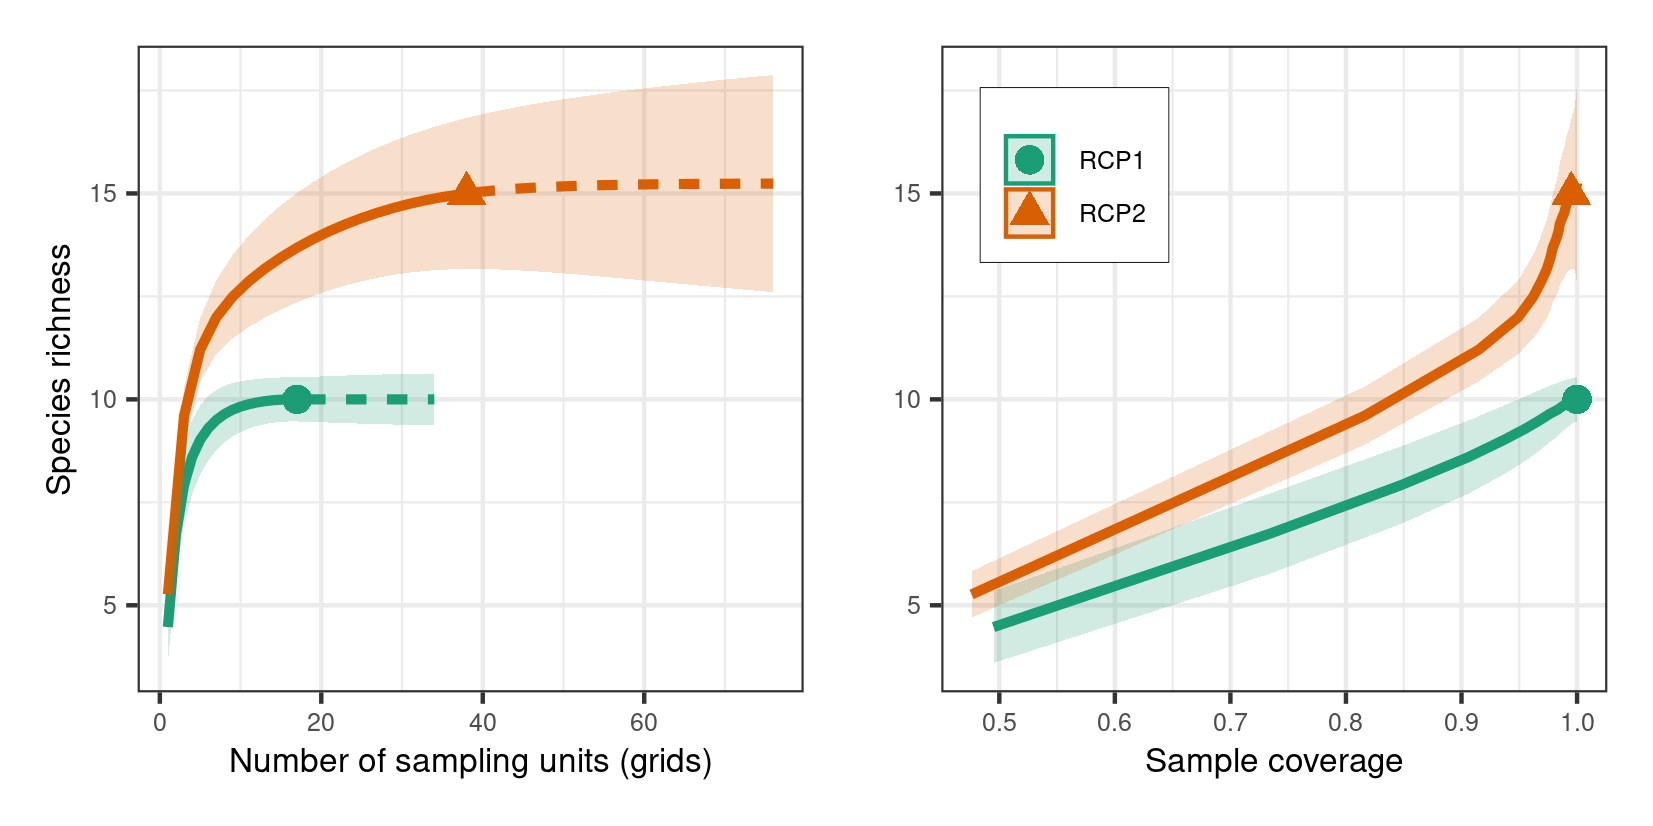 Species richness
15
10
5
0 20 40 60
Number of sampling units (grids)
RCP1
RCP2
15
10
5
0.5 0.6 0.7 0.8 0.9 1.0
Sample coverage